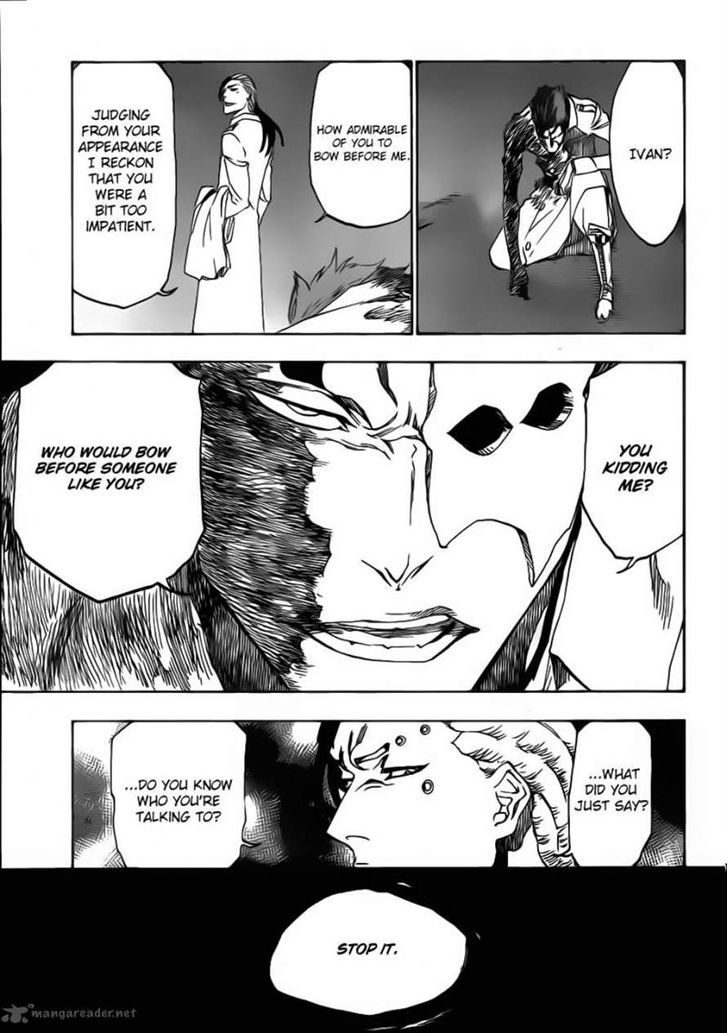 IVAN?
HOW ADMIRABLE
OF YOU TO
BOW BEFORE ME.
JUDGING
FROM YOUR
APPEARANCE
I RECKON
THAT YOU
WERE A
BIT TOO
IMPATIENT.
YOU
KIDDING
ME?
WHO WOULD BOW
BEFORE SOMEONE
LIKE YOU?
...WHAT
DID YOU
JUST SAY?
...DO YOU KNOW
WHO YOU'RE
TALKING TO?
STOP IT.
mangareader.net